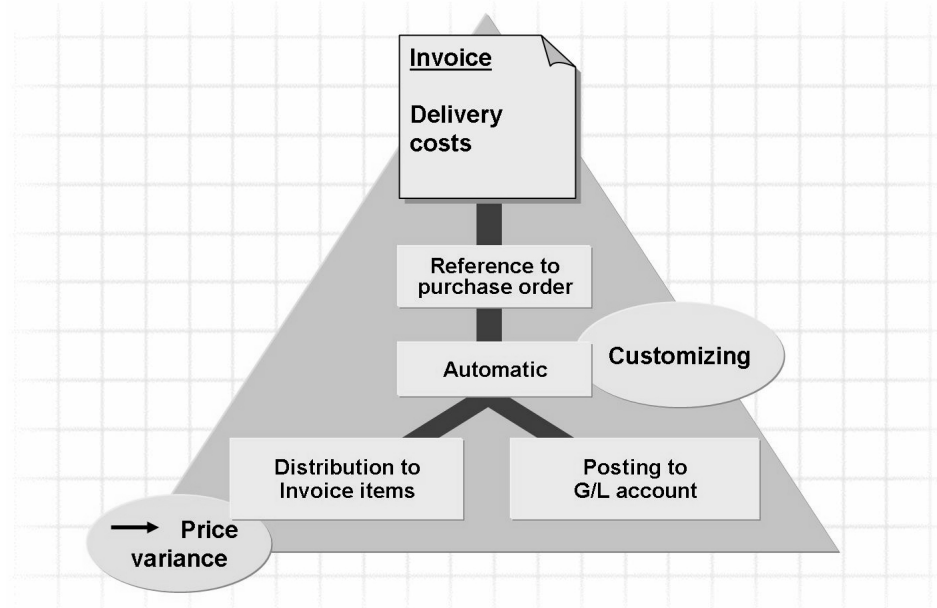 Invoice
Delivery
costs
Reference to
purchase order
Automatic
Customizing
Distribution to
Invoice items
Posting to
G/L account
Price
variance